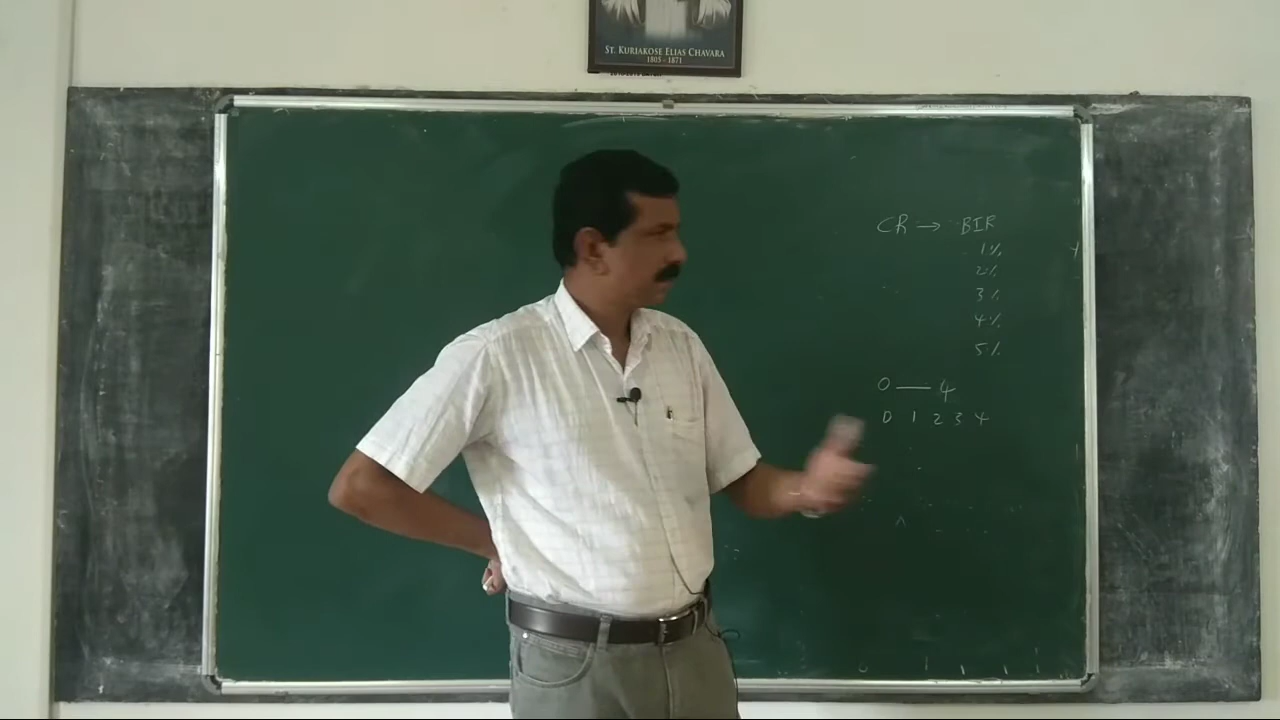 ST. KURIAKOSE ELIAS CHAVARA
1805 - 1871
CR → BIR
1%
2%
3%
4%
5%
0 — 4
0 1 2 3 4